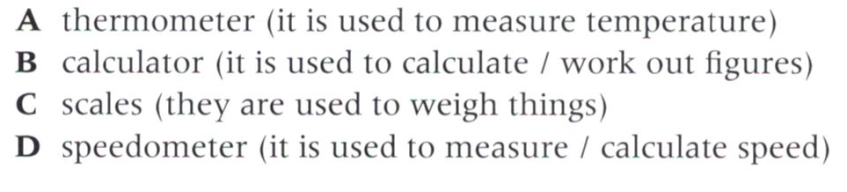 A thermometer (it is used to measure temperature)
B calculator (it is used to calculate / work out figures)
C scales (they are used to weigh things)
D speedometer (it is used to measure / calculate speed)